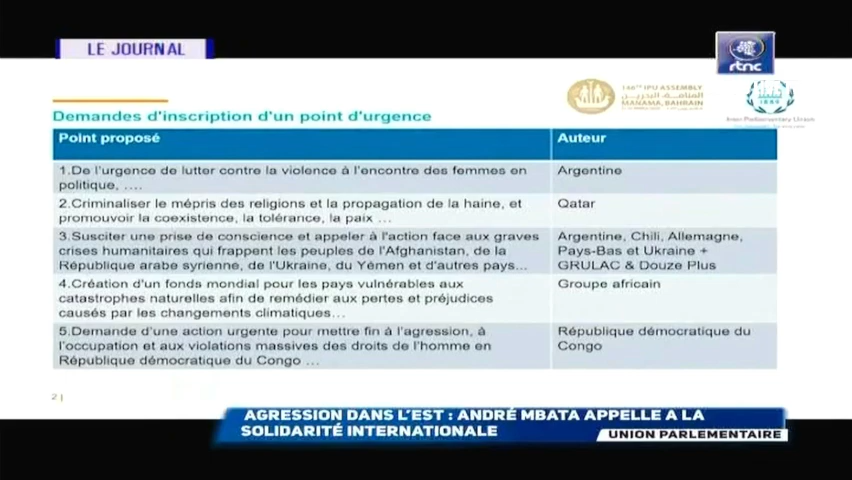 LE JOURNAL
rtnc
146TH IPU ASSEMBLY
MANAMA, BAHRAIN
Inter-Parliamentary Union
Demandes d'inscription d'un point d'urgence
Point proposé
Auteur
1.De l'urgence de lutter contre la violence à l'encontre des femmes en
politique, ....
Argentine
2.Criminaliser le mépris des religions et la propagation de la haine, et
promouvoir la coexistence, la tolérance, la paix ...
Qatar
3.Susciter une prise de conscience et appeler à l'action face aux graves
crises humanitaires qui frappent les peuples de l'Afghanistan, de la
République arabe syrienne, de l'Ukraine, du Yémen et d'autres pays...
Argentine, Chili, Allemagne,
Pays-Bas et Ukraine +
GRULAC & Douze Plus
4.Création d'un fonds mondial pour les pays vulnérables aux
catastrophes naturelles afin de remédier aux pertes et préjudices
causés par les changements climatiques...
Groupe africain
5.Demande d'une action urgente pour mettre fin à l'agression, à
l'occupation et aux violations massives des droits de l'homme en
République démocratique du Congo ...
République démocratique du
Congo
2 |
AGRESSION DANS L'EST : ANDRÉ MBATA APPELLE A LA
SOLIDARITÉ INTERNATIONALE
UNION PARLEMENTAIRE